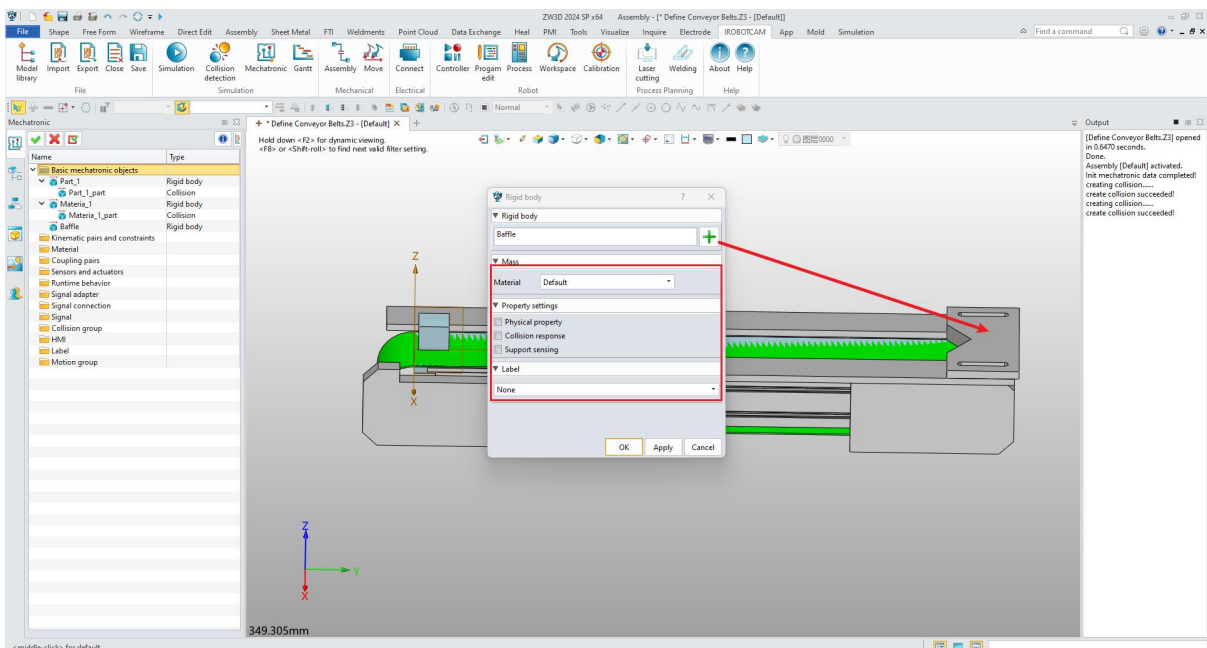 ZW3D 2024 SP x64 Assembly - [* Define Conveyor Belts.Z3 - [Default]]
File Shape Free Form Wireframe Direct Edit Assembly Sheet Metal FTI Weldments Point Cloud Data Exchange Heal PMI Tools Visualize Inquire Electrode IROBOTCAM App Mold Simulation Find a command
Model library Import Export Close Save Simulation Collision detection Mechatronic Gantt Assembly Move Connect Controller Progam edit Process Workspace Calibration Laser cutting Welding About Help
File Simulation Mechanical Electrical Robot Process Planning Help
Normal
Mechatronic
+ * Define Conveyor Belts.Z3 - [Default] × +
Output
Name Type
Basic mechatronic objects
Part_1 Rigid body
Part_1_part Collision
Materia_1 Rigid body
Materia_1_part Collision
Baffle Rigid body
Kinematic pairs and constraints
Material
Coupling pairs
Sensors and actuators
Runtime behavior
Signal adapter
Signal connection
Signal
Collision group
HMI
Label
Motion group
Hold down <F2> for dynamic viewing.
<F8> or <Shift-roll> to find next valid filter setting.
图层0000
Rigid body ? ×
Rigid body
Baffle
Mass
Material Default
Property settings
Physical property
Collision response
Support sensing
Label
None
OK Apply Cancel
Z
X
Z
Y
X
349.305mm
[Define Conveyor Belts.Z3] opened
in 0.6470 seconds.
Done.
Assembly [Default] activated.
Init mechatronic data completed!
creating collision......
create collision succeeded!
creating collision......
create collision succeeded!
<middle-click> for default.